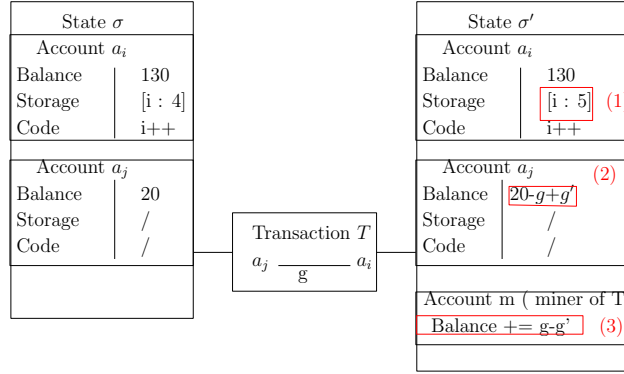 State σ
Account a_i
Balance 130
Storage [i : 4]
Code i++
Account a_j
Balance 20
Storage /
Code /
Transaction T
a_j a_i
g
State σ′
Account a_i
Balance 130
Storage [i : 5] (1
Code i++
Account a_j (2)
Balance 20-g+g′
Storage /
Code /
Account m ( miner of T
Balance += g-g' (3)